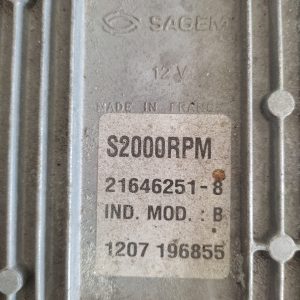 SAGEM
12 V
MADE IN FRANCE
S2000RPM
21646251-8
IND. MOD. : B
1207 196855